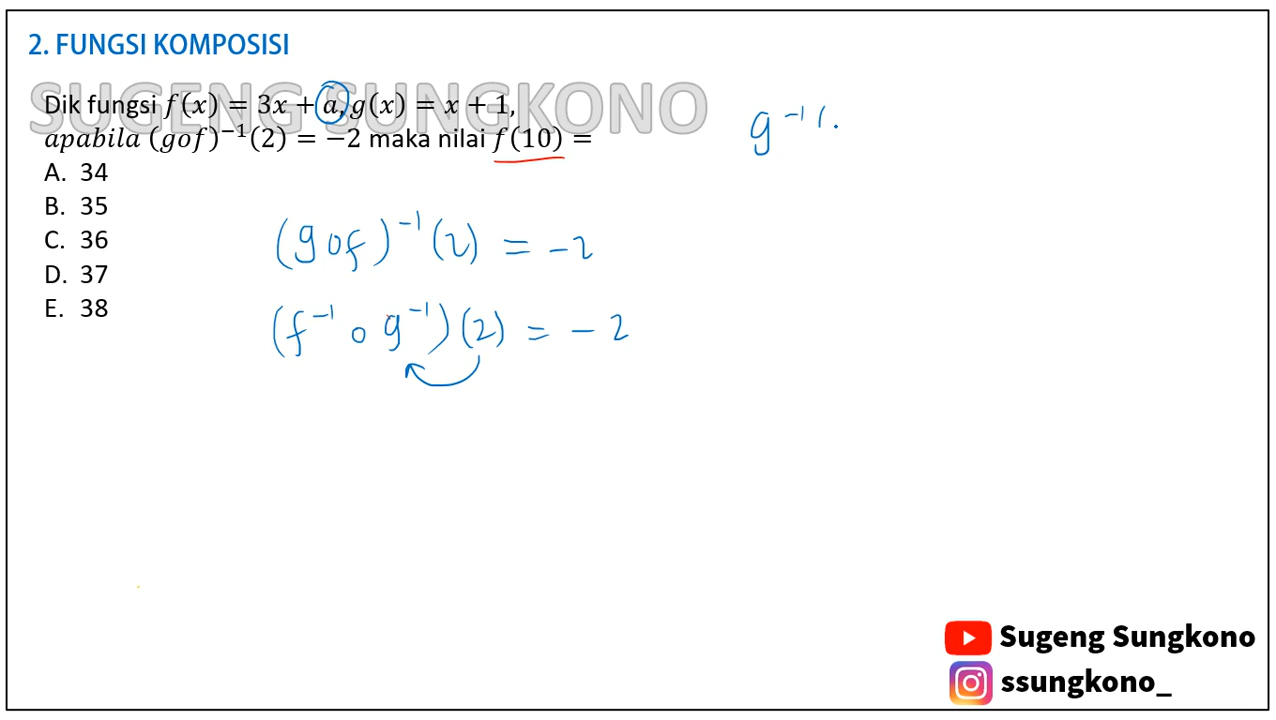 2. FUNGSI KOMPOSISI
SUGENG SUNGKONO
Dik fungsi f(x) = 3x + a, g(x) = x + 1,
apabila (gof)⁻¹(2) = −2 maka nilai f(10) =
A. 34
B. 35
C. 36
D. 37
E. 38
g⁻¹(.
(gof)⁻¹(2) = −2
(f⁻¹ o g⁻¹)(2) = −2
Sugeng Sungkono
ssungkono_